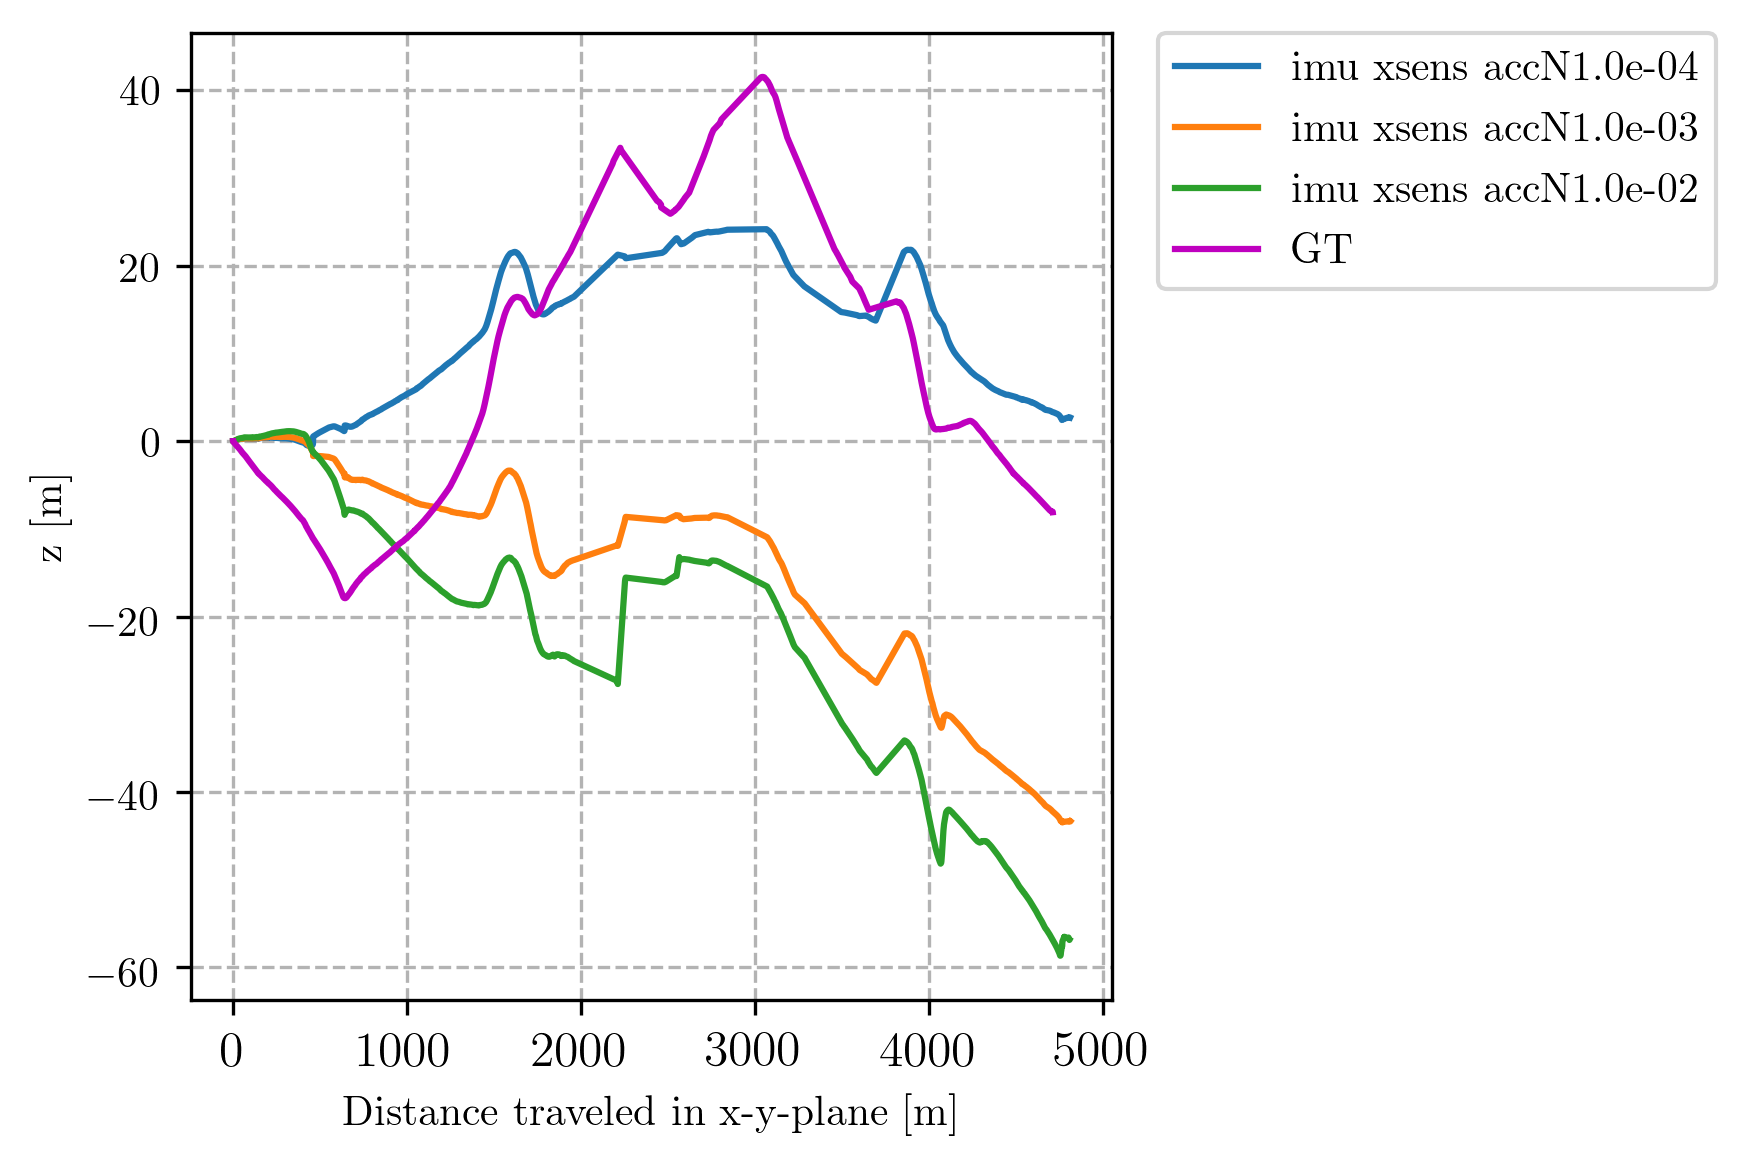 imu xsens accN1.0e-04
imu xsens accN1.0e-03
imu xsens accN1.0e-02
GT
z [m]
40
20
0
−20
−40
−60
0 1000 2000 3000 4000 5000
Distance traveled in x-y-plane [m]